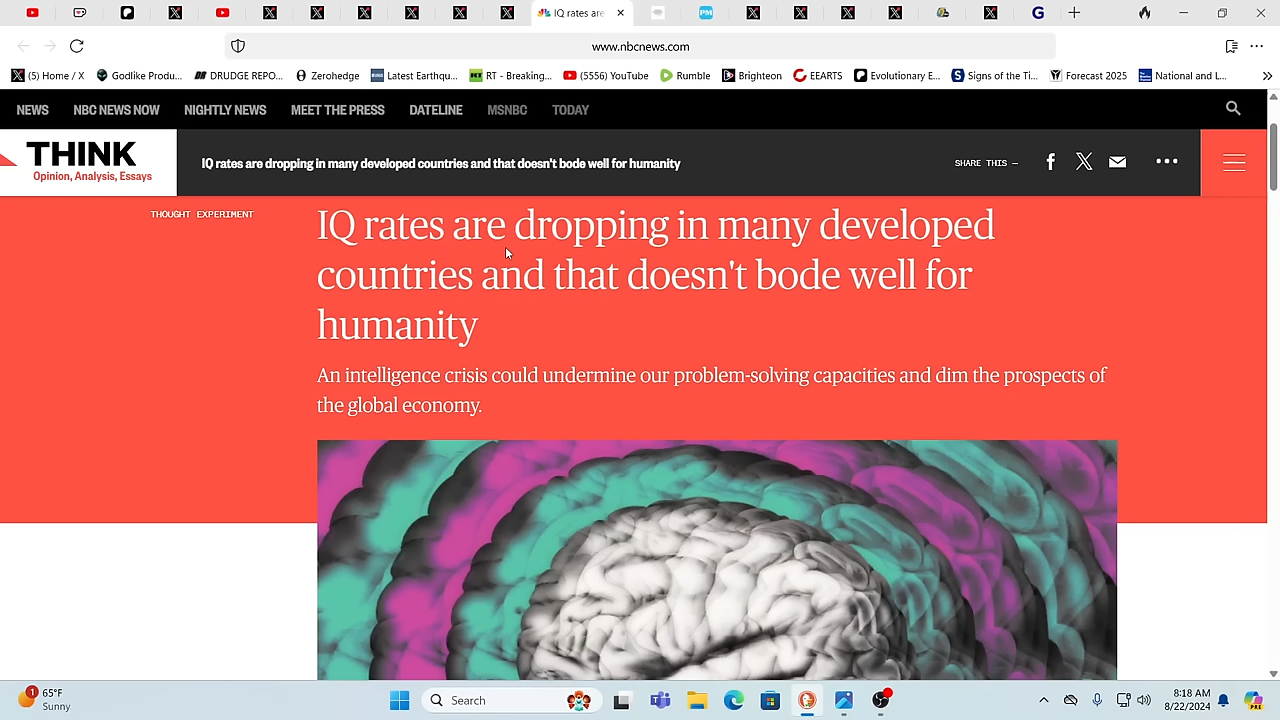 IQ rates are
www.nbcnews.com
(5) Home / X
Godlike Produ...
DRUDGE REPO...
Zerohedge
Latest Earthqu...
RT - Breaking...
(5556) YouTube
Rumble
Brighteon
EEARTS
Evolutionary E...
Signs of the Ti...
Forecast 2025
National and L...
NEWS
NBC NEWS NOW
NIGHTLY NEWS
MEET THE PRESS
DATELINE
MSNBC
TODAY
THINK
Opinion, Analysis, Essays
IQ rates are dropping in many developed countries and that doesn't bode well for humanity
SHARE THIS —
THOUGHT EXPERIMENT
IQ rates are dropping in many developed
countries and that doesn't bode well for
humanity
An intelligence crisis could undermine our problem-solving capacities and dim the prospects of
the global economy.
1
65°F
Sunny
Search
8:18 AM
8/22/2024